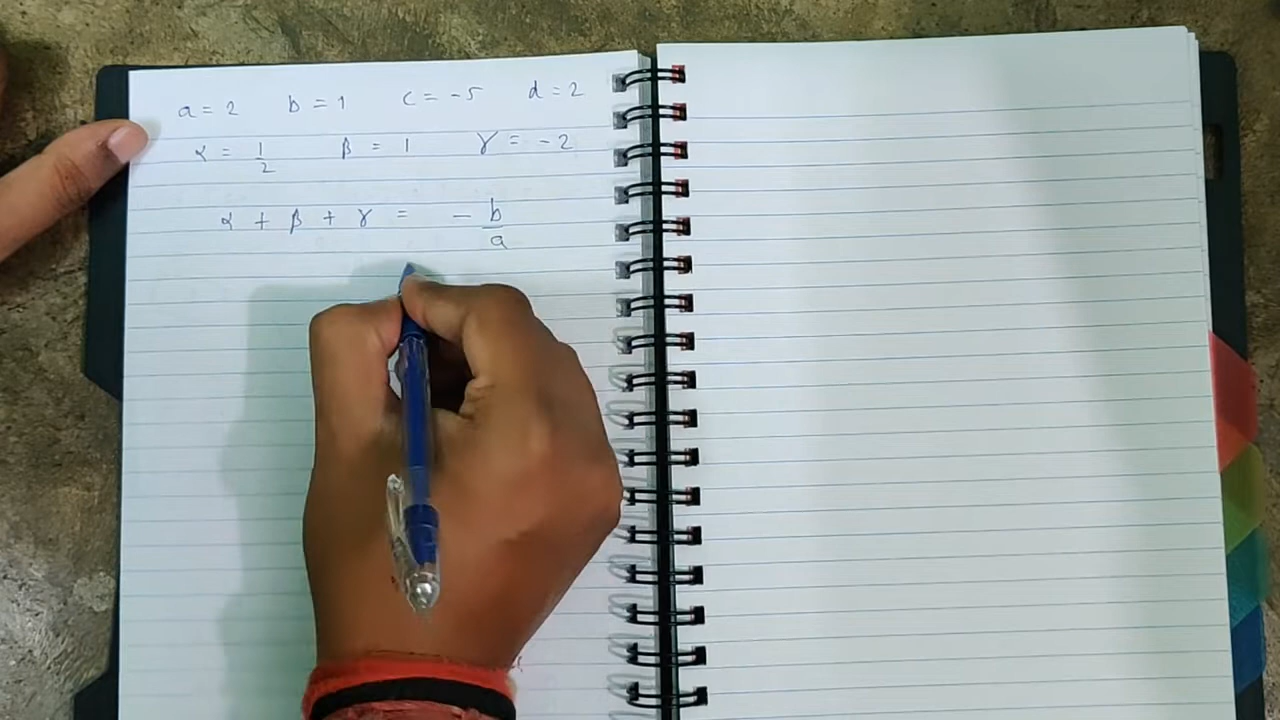 a = 2 b = 1 c = -5 d = 2
α = 1/2 β = 1 γ = -2
α + β + γ = - b/a